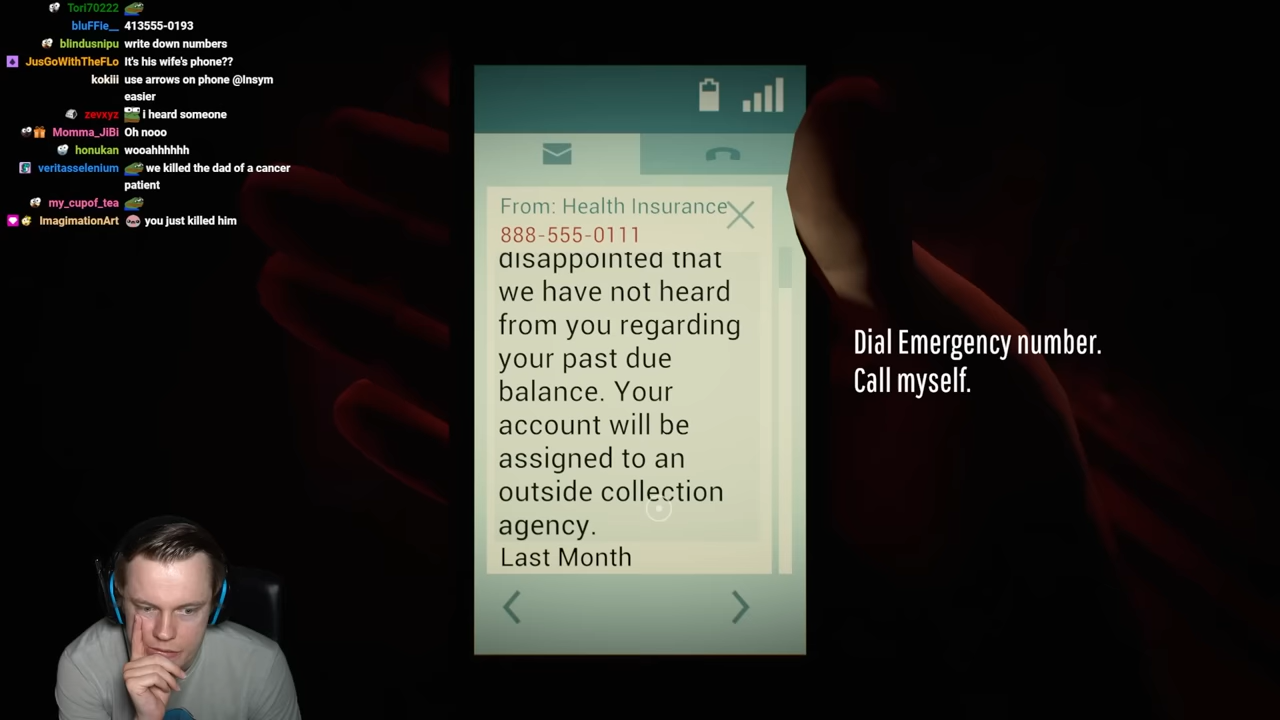 Tori70222
bluFFie__ 413555-0193
blindusnipu write down numbers
JusGoWithTheFLo It's his wife's phone??
kokiii use arrows on phone @Insym
easier
zevxyz i heard someone
Momma_JiBi Oh nooo
honukan wooahhhhhh
veritasselenium we killed the dad of a cancer
patient
my_cupof_tea
ImagimationArt you just killed him
From: Health Insurance
888-555-0111
disappointed that
we have not heard
from you regarding
your past due
balance. Your
account will be
assigned to an
outside collection
agency.
Last Month
Dial Emergency number.
Call myself.